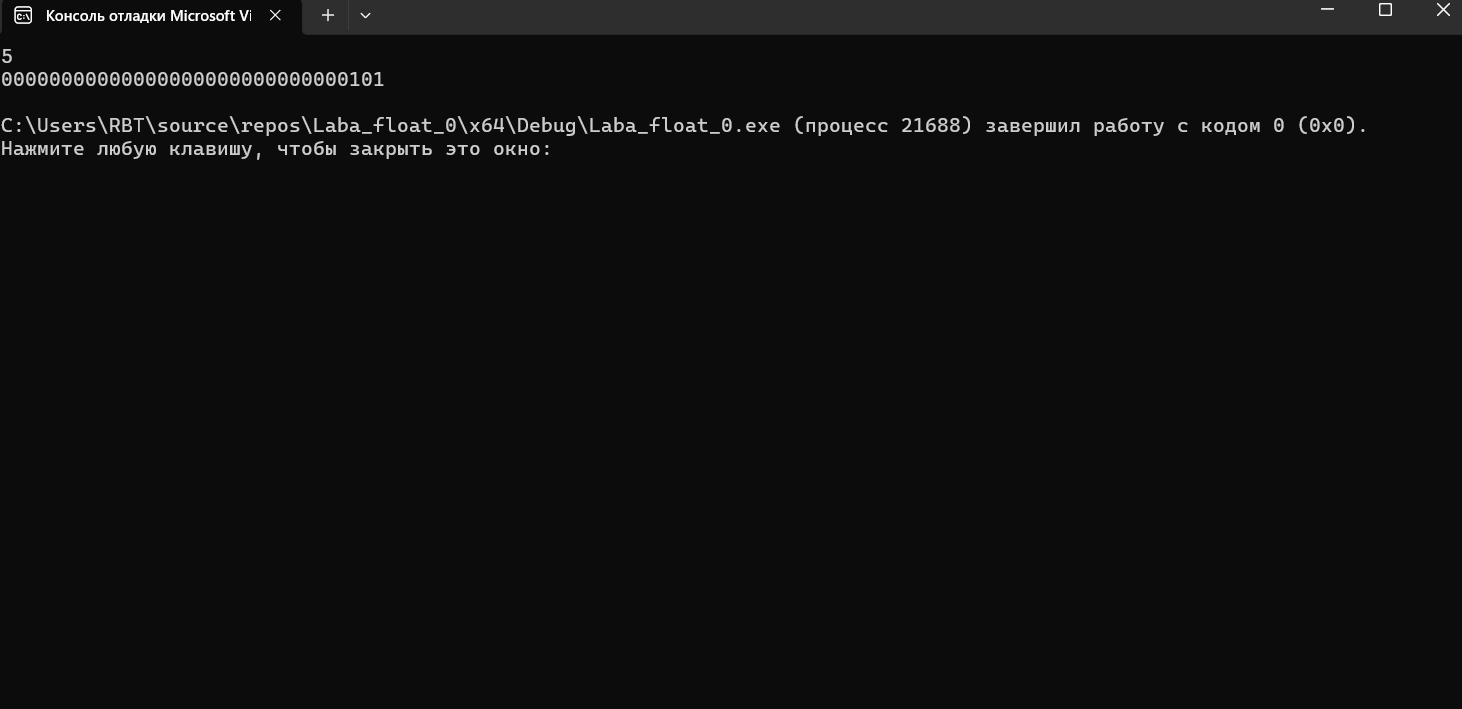 Консоль отладки Microsoft Vi
5
00000000000000000000000000000101
C:\Users\RBT\source\repos\Laba_float_0\x64\Debug\Laba_float_0.exe (процесс 21688) завершил работу с кодом 0 (0x0).
Нажмите любую клавишу, чтобы закрыть это окно: